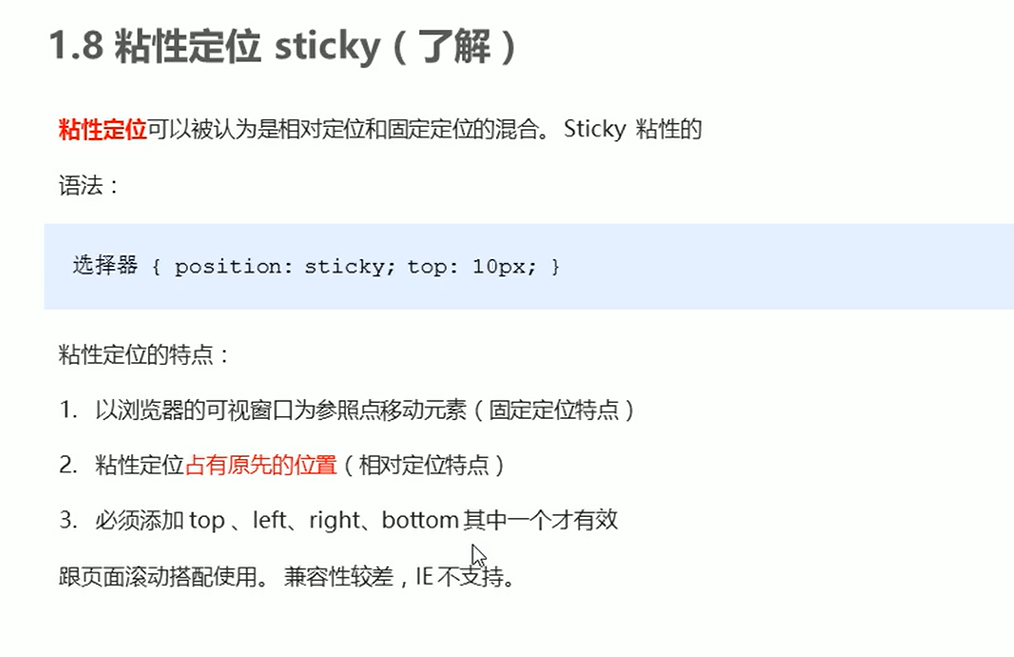 1.8 粘性定位 sticky（了解）
粘性定位可以被认为是相对定位和固定定位的混合。 Sticky 粘性的
语法：
选择器 { position: sticky; top: 10px; }
粘性定位的特点：
1. 以浏览器的可视窗口为参照点移动元素（固定定位特点）
2. 粘性定位占有原先的位置（相对定位特点）
3. 必须添加 top 、left、right、bottom 其中一个才有效
跟页面滚动搭配使用。 兼容性较差，IE 不支持。